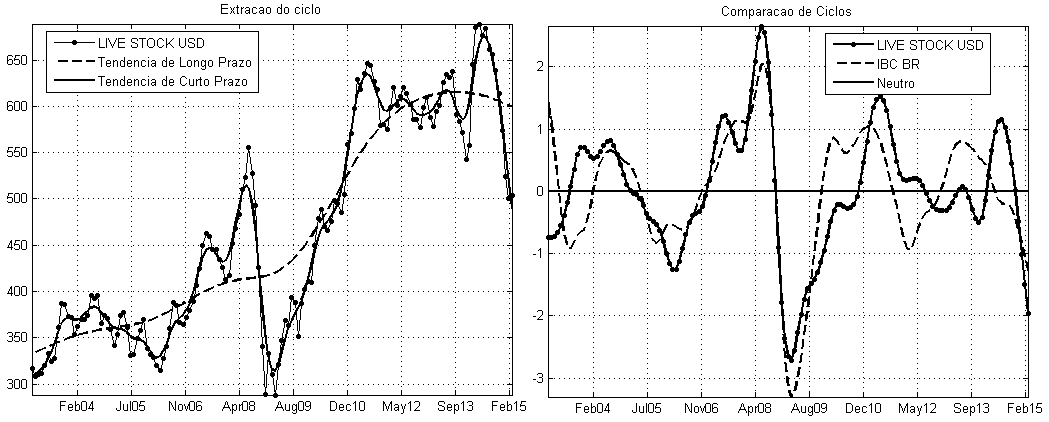 Extracao do ciclo
LIVE STOCK USD
Tendencia de Longo Prazo
Tendencia de Curto Prazo
650
600
550
500
450
400
350
300
Feb04 Jul05 Nov06 Apr08 Aug09 Dec10 May12 Sep13 Feb15
Comparacao de Ciclos
LIVE STOCK USD
IBC BR
Neutro
2
1
0
-1
-2
-3
Feb04 Jul05 Nov06 Apr08 Aug09 Dec10 May12 Sep13 Feb15